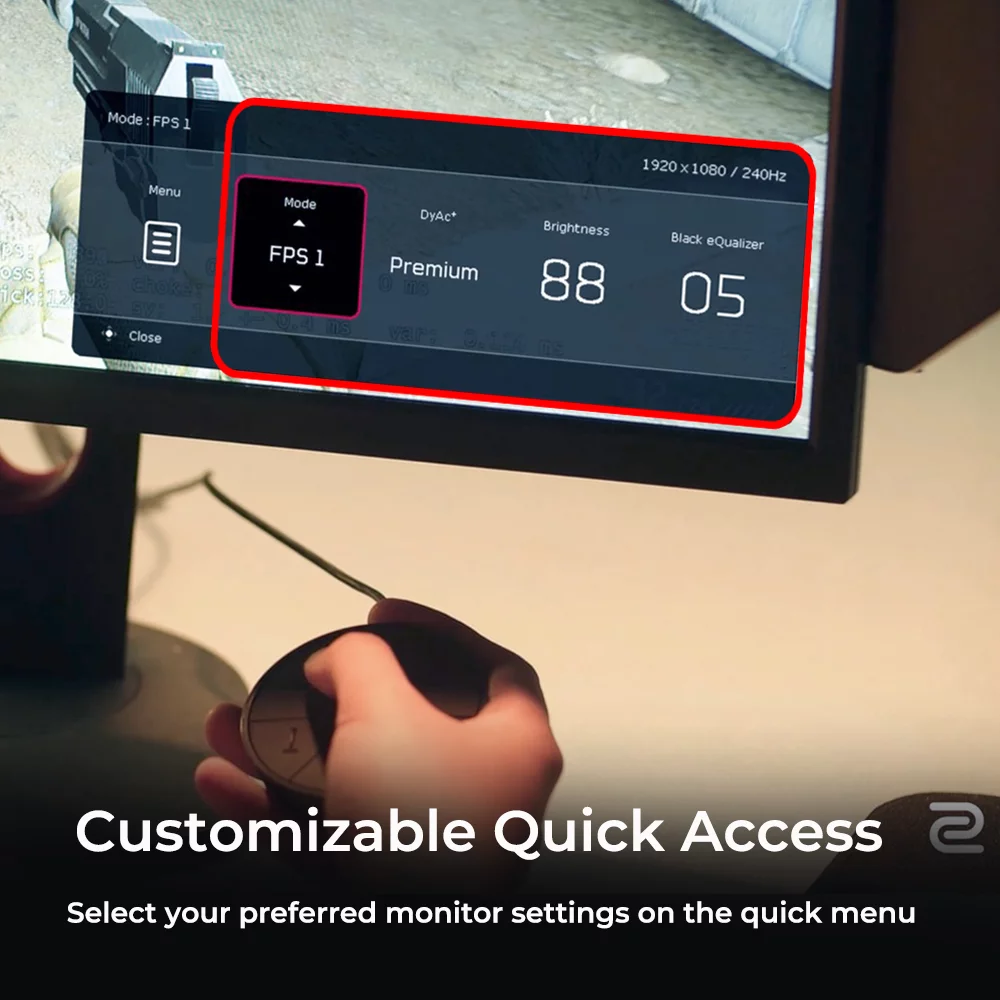 Mode : FPS 1
1920 x 1080 / 240Hz
Menu
Mode
FPS 1
DyAc+
Premium
Brightness
88
Black eQualizer
05
Close
1
Customizable Quick Access
Select your preferred monitor settings on the quick menu